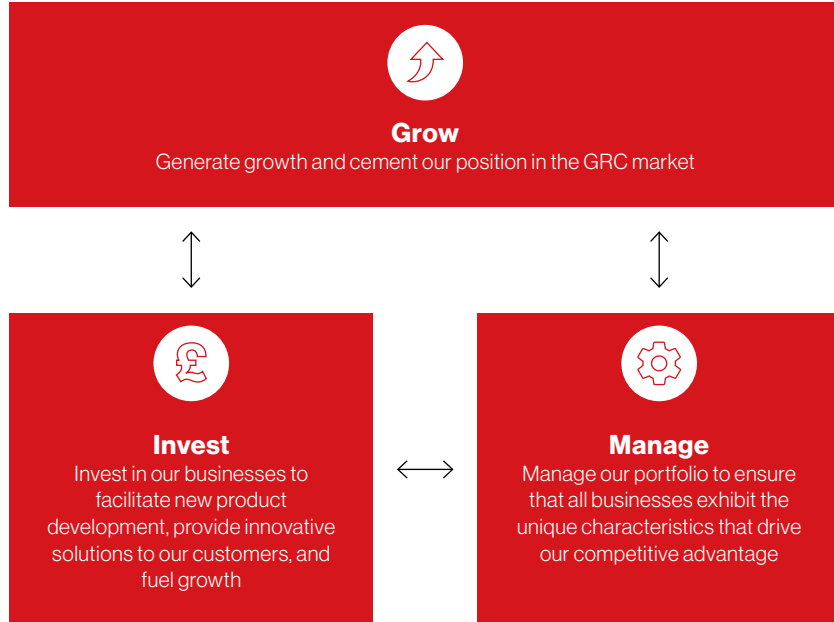 Grow
Generate growth and cement our position in the GRC market
Invest
Invest in our businesses to
facilitate new product
development, provide innovative
solutions to our customers, and
fuel growth
Manage
Manage our portfolio to ensure
that all businesses exhibit the
unique characteristics that drive
our competitive advantage